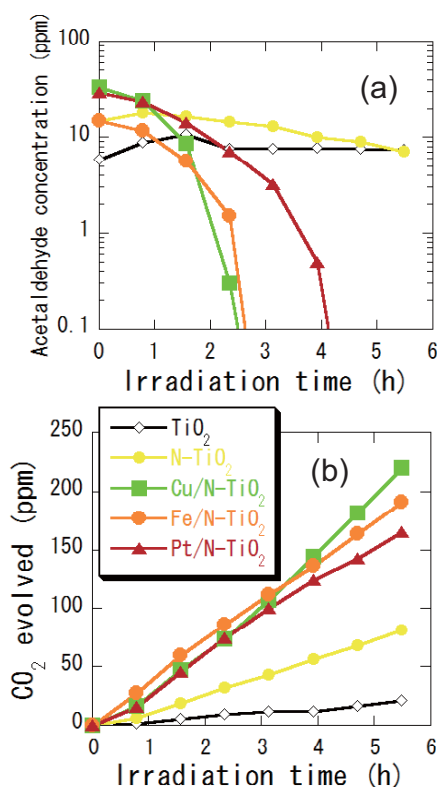 Acetaldehyde concentration (ppm)
100
10
1
0.1
(a)
0 1 2 3 4 5 6
Irradiation time (h)
CO₂ evolved (ppm)
250
200
150
100
50
0
TiO₂
N-TiO₂
Cu/N-TiO₂
Fe/N-TiO₂
Pt/N-TiO₂
(b)
0 1 2 3 4 5 6
Irradiation time (h)